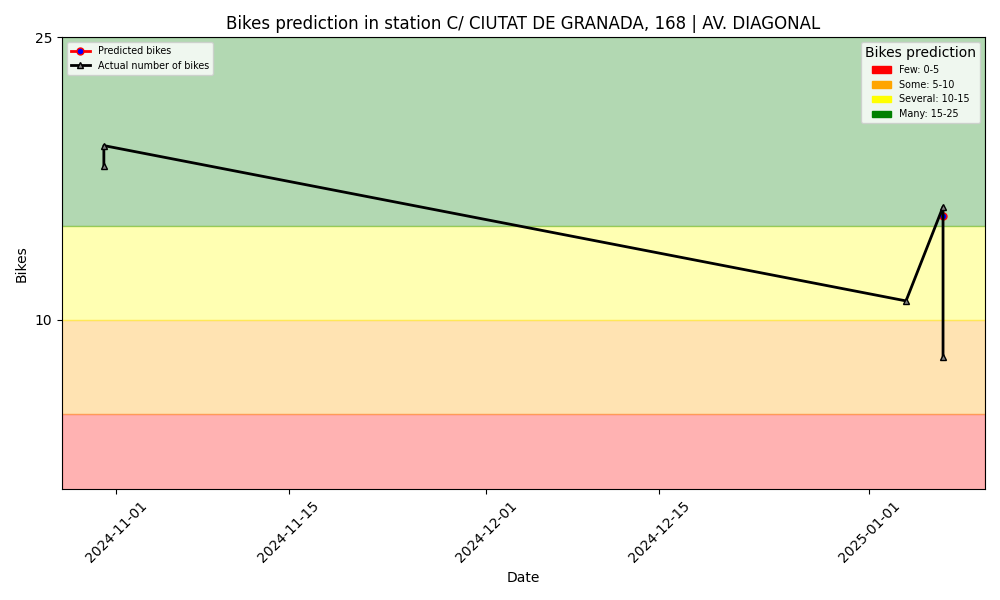 Bikes prediction in station C/ CIUTAT DE GRANADA, 168 | AV. DIAGONAL
25
10
Bikes
Predicted bikes
Actual number of bikes
Bikes prediction
Few: 0-5
Some: 5-10
Several: 10-15
Many: 15-25
2024-11-01
2024-11-15
2024-12-01
2024-12-15
2025-01-01
Date